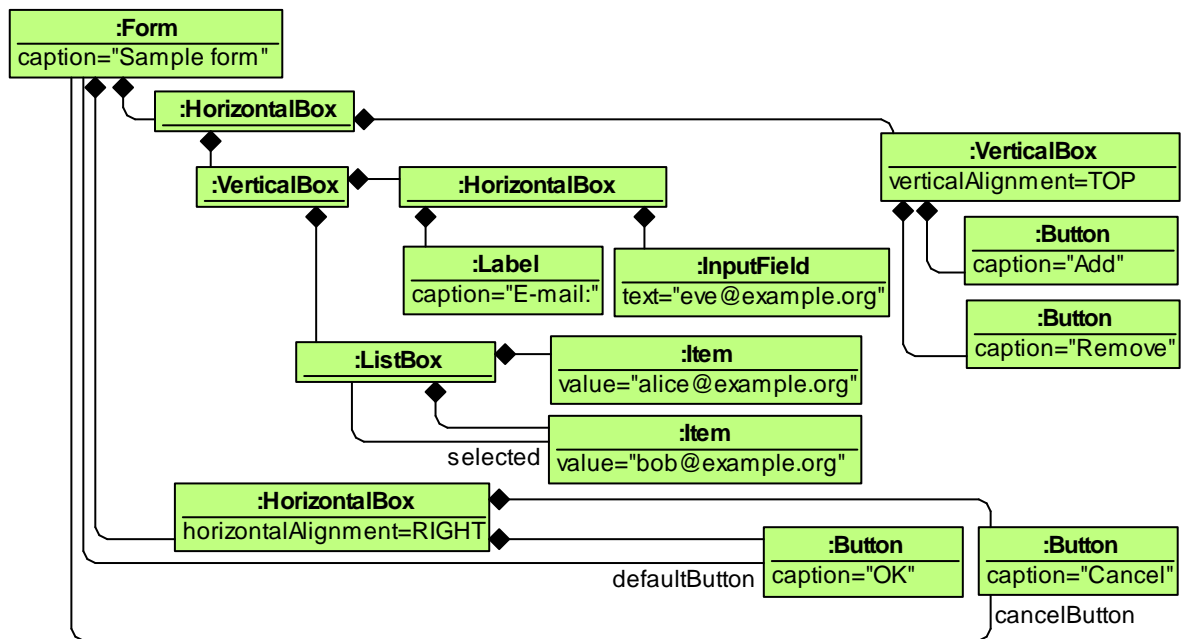 :Form
caption="Sample form"
:HorizontalBox
:VerticalBox
verticalAlignment=TOP
:VerticalBox
:HorizontalBox
:Button
caption="Add"
:Label
caption="E-mail:"
:InputField
text="eve@example.org"
:Button
caption="Remove"
:ListBox
:Item
value="alice@example.org"
:Item
value="bob@example.org"
selected
:HorizontalBox
horizontalAlignment=RIGHT
:Button
caption="OK"
:Button
caption="Cancel"
defaultButton
cancelButton